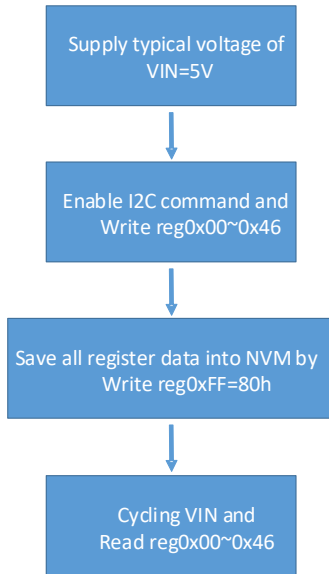 Supply typical voltage of
VIN=5V
Enable I2C command and
Write reg0x00~0x46
Save all register data into NVM by
Write reg0xFF=80h
Cycling VIN and
Read reg0x00~0x46